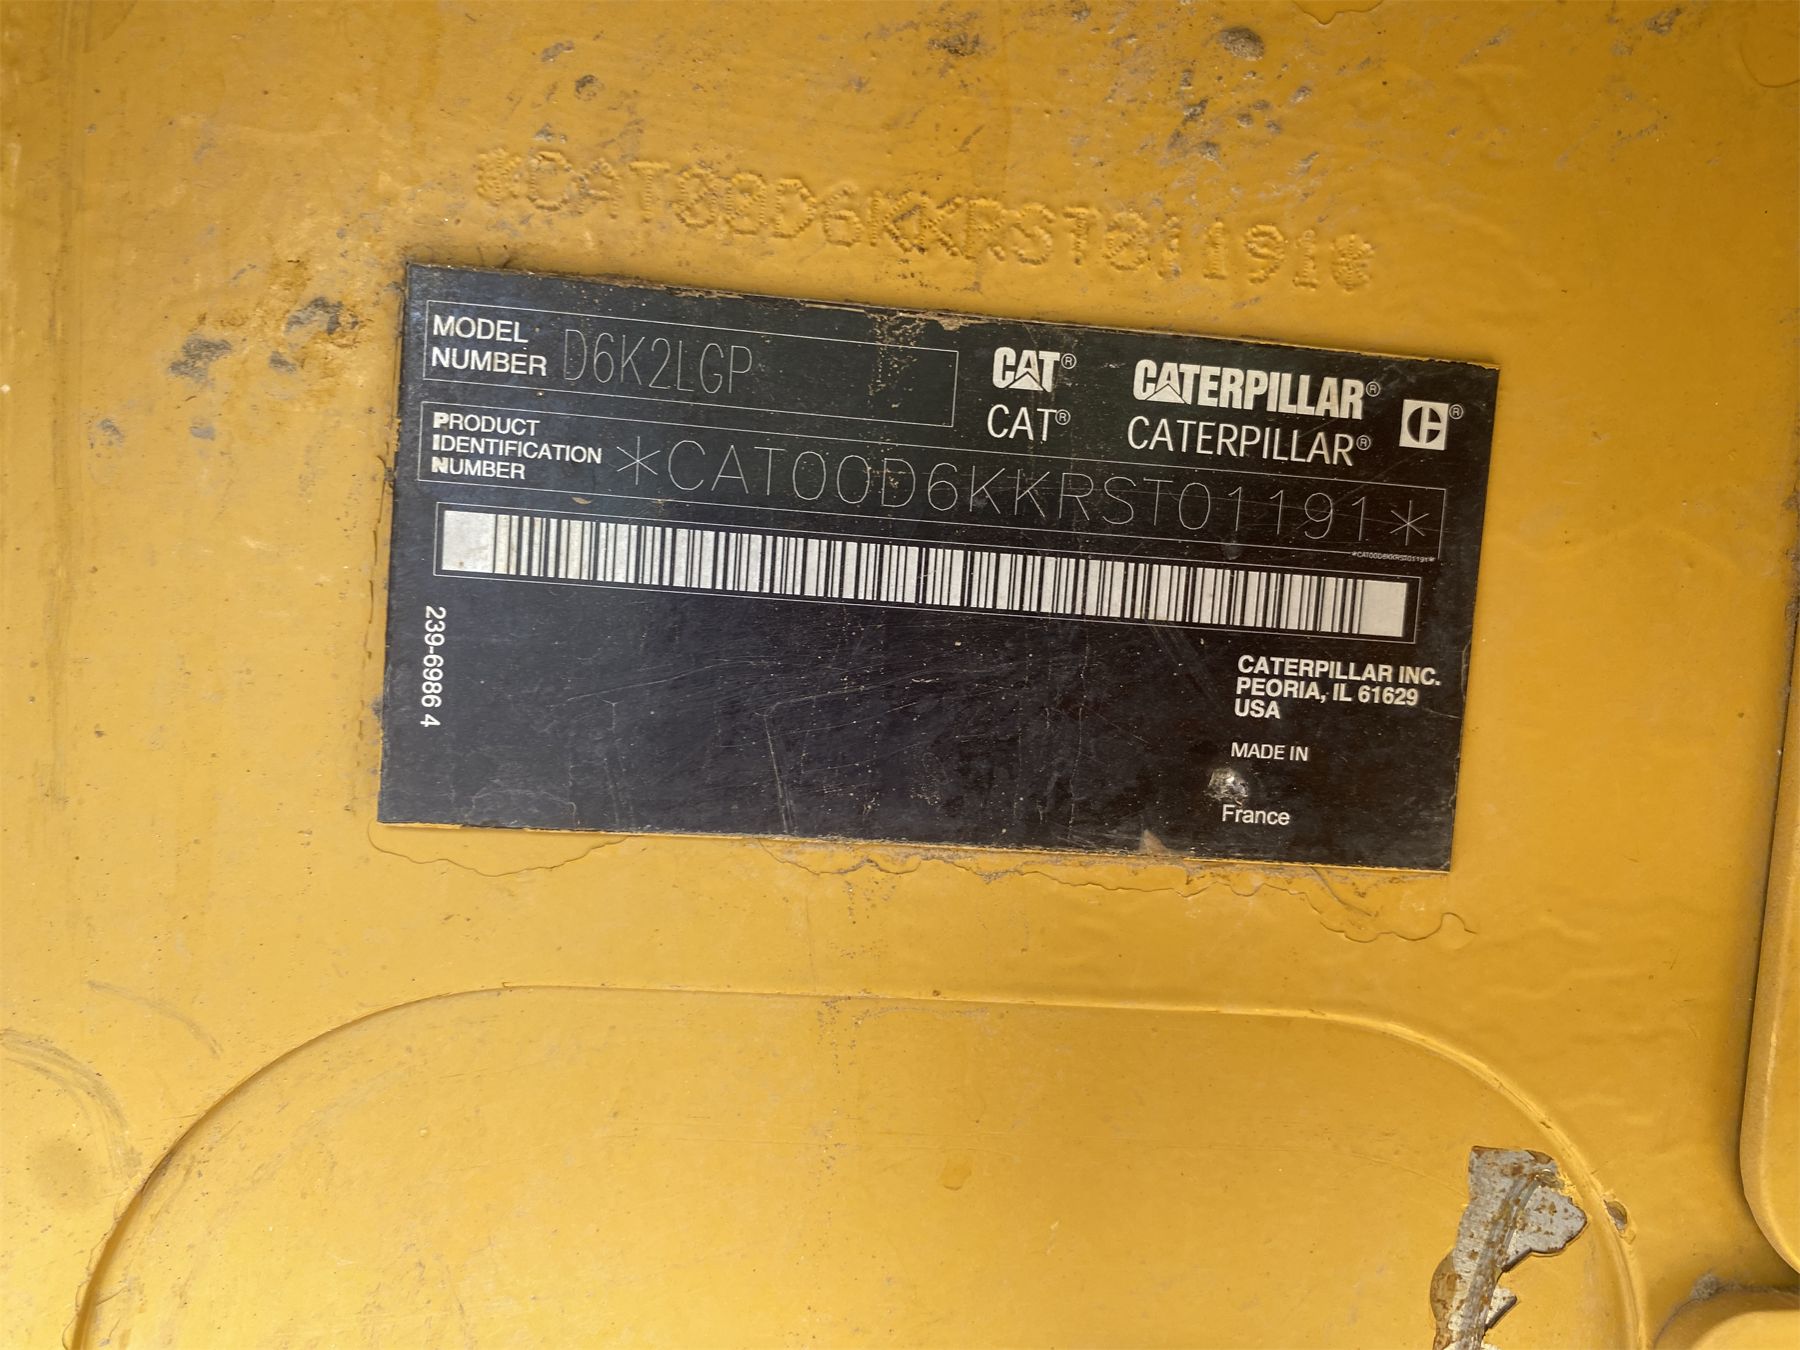 *CAT00D6KKRST01191*
MODEL
NUMBER
D6K2LGP
CAT®
CAT®
CATERPILLAR®
CATERPILLAR®
C®
PRODUCT
IDENTIFICATION
NUMBER
*CAT00D6KKRST01191*
*CAT00D6KKRST01191*
239-6986 4
CATERPILLAR INC.
PEORIA, IL 61629
USA
MADE IN
France